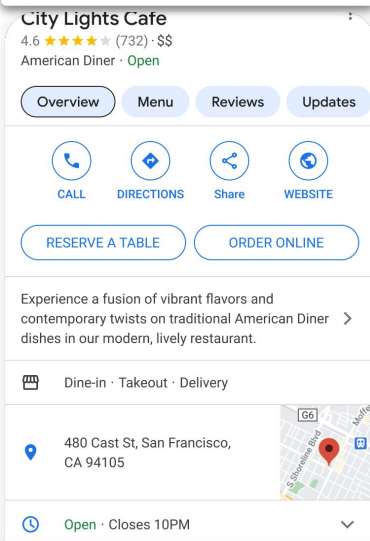 City Lights Cafe
4.6 (732) · $$
American Diner · Open
Overview Menu Reviews Updates
CALL DIRECTIONS Share WEBSITE
RESERVE A TABLE ORDER ONLINE
Experience a fusion of vibrant flavors and
contemporary twists on traditional American Diner
dishes in our modern, lively restaurant.
Dine-in · Takeout · Delivery
480 Cast St, San Francisco,
CA 94105
G6
S Shoreline Blvd
Moffe
Open · Closes 10PM